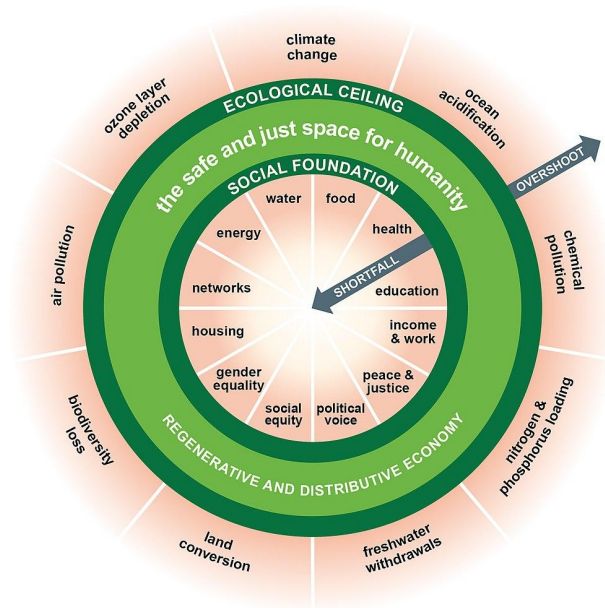 climate
change
ocean
acidification
chemical
pollution
nitrogen &
phosphorus loading
freshwater
withdrawals
land
conversion
biodiversity
loss
air pollution
ozone layer
depletion
ECOLOGICAL CEILING
the safe and just space for humanity
SOCIAL FOUNDATION
OVERSHOOT
SHORTFALL
water
food
health
education
income
& work
peace &
justice
political
voice
social
equity
gender
equality
housing
networks
energy
REGENERATIVE AND DISTRIBUTIVE ECONOMY